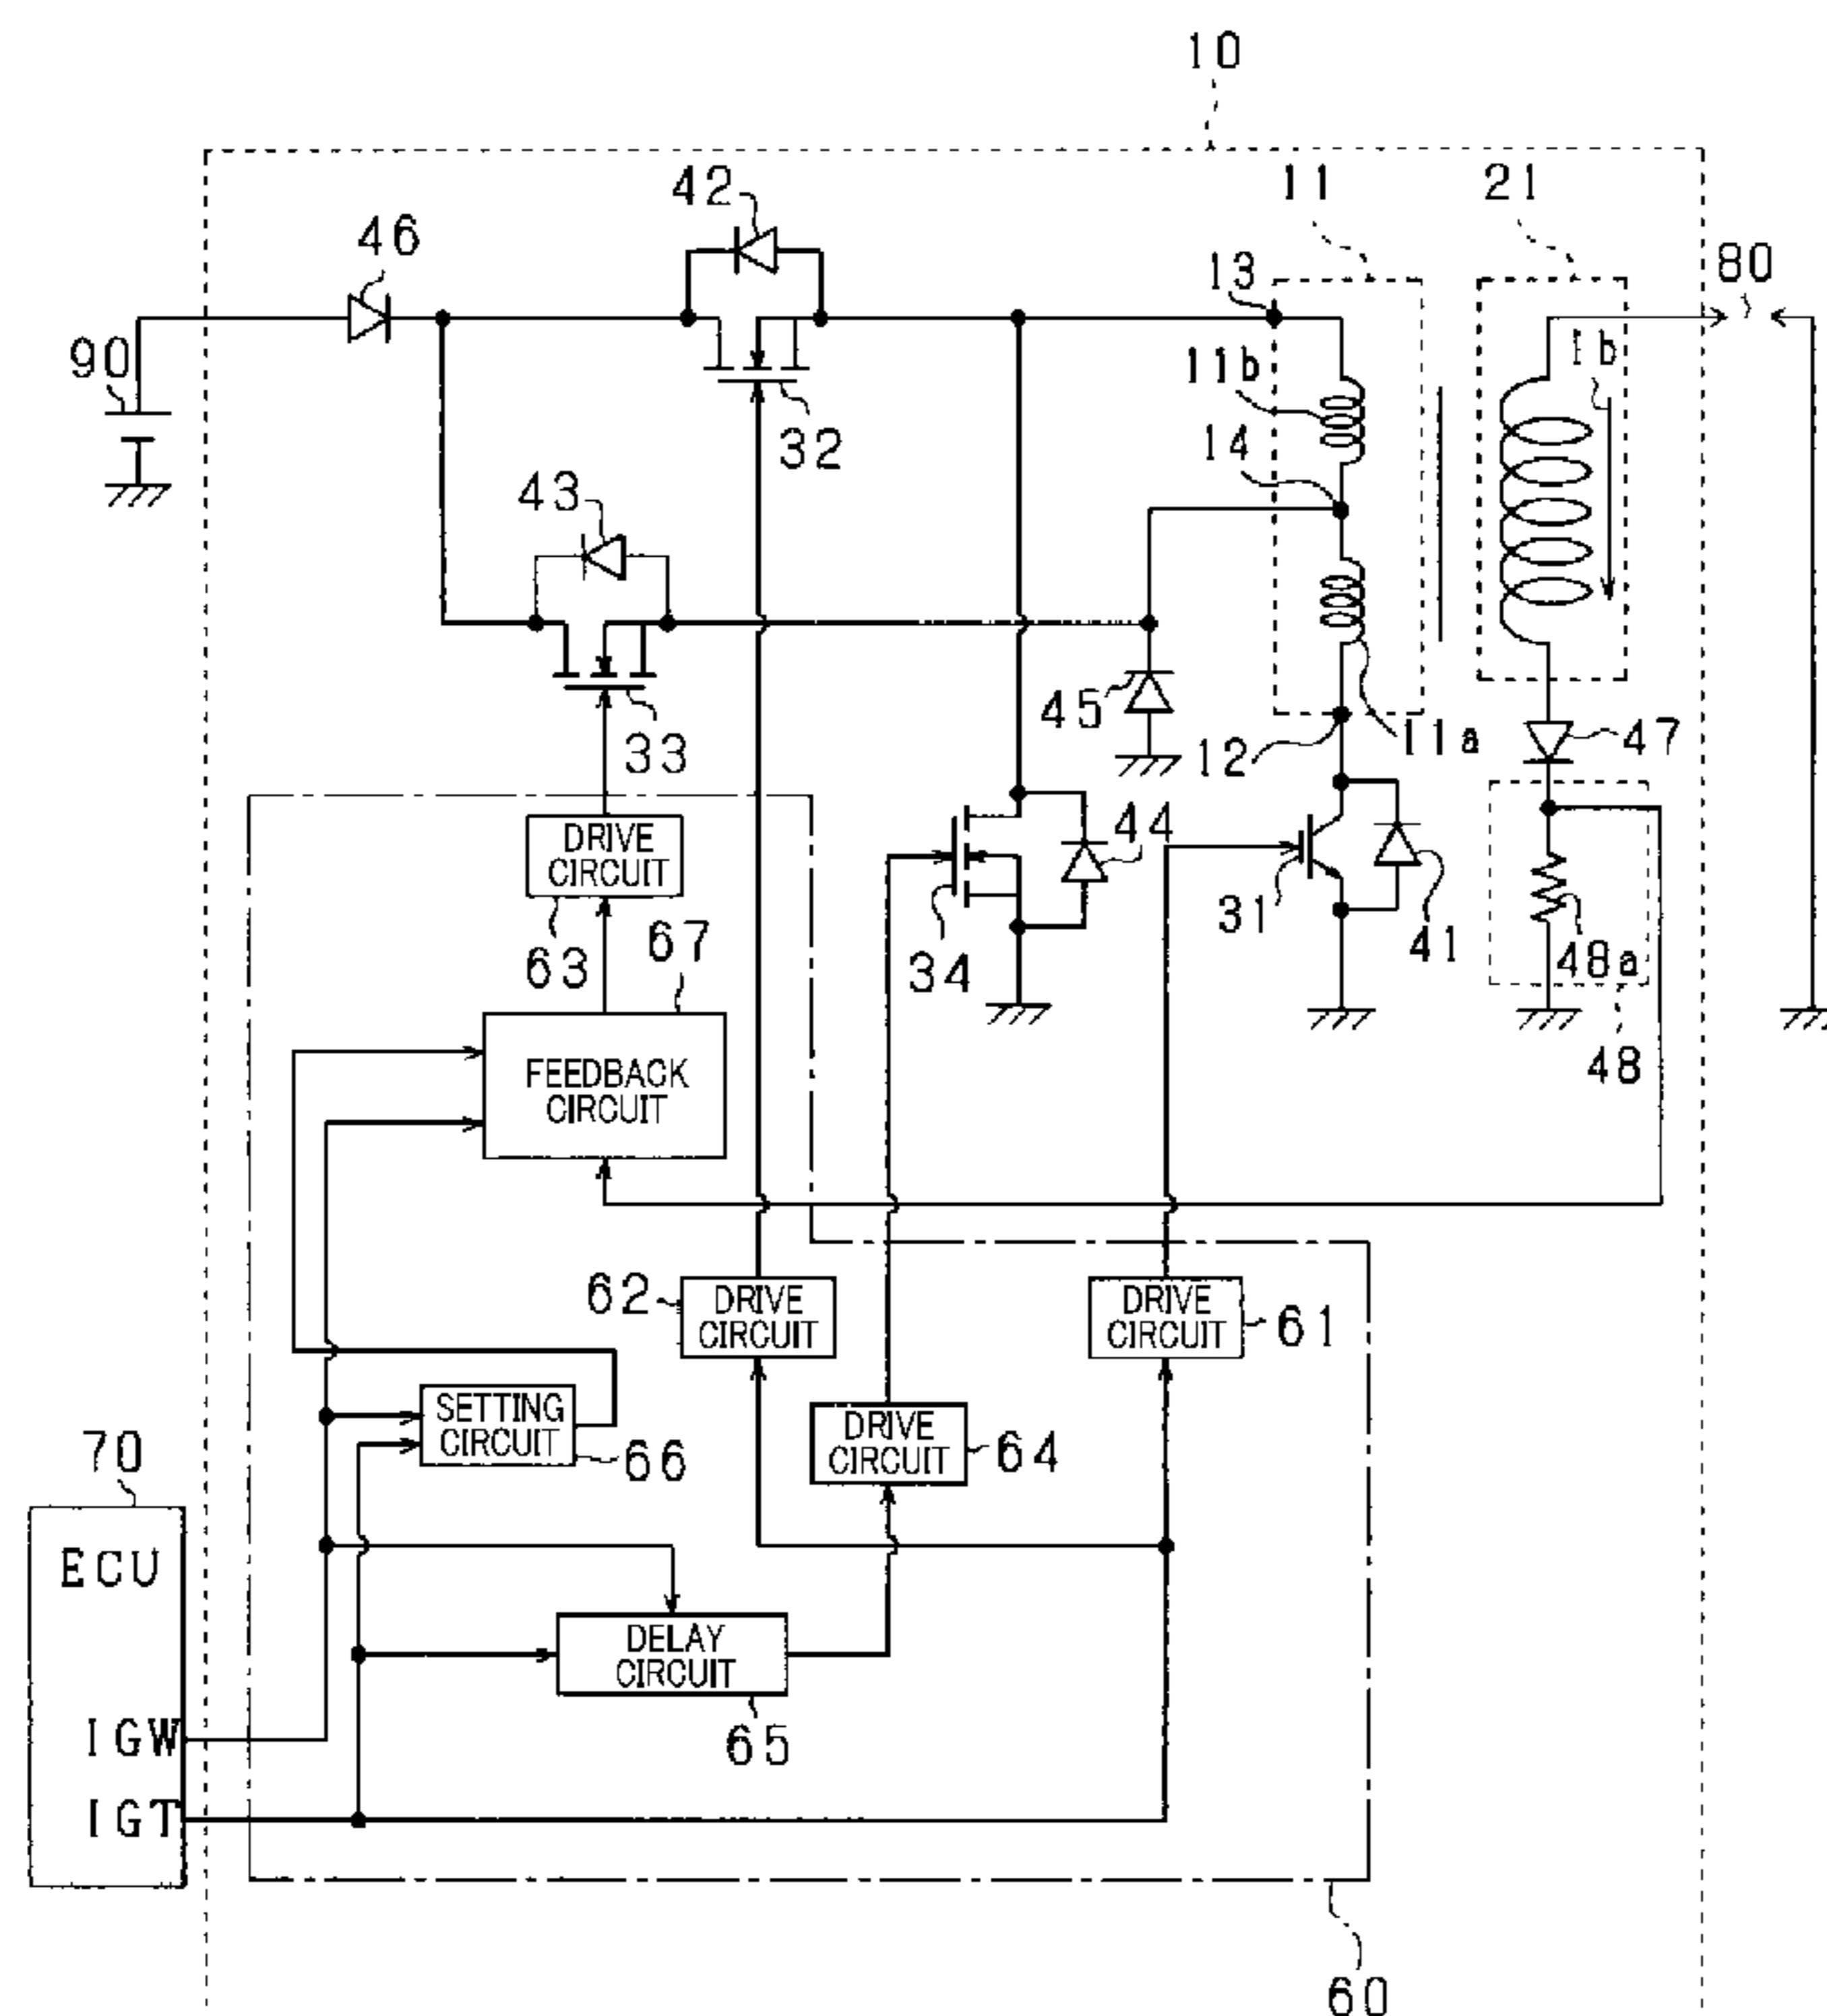 10
42
11
21
46
13
80
90
11b
1b
32
14
43
45
12
11a
47
33
44
DRIVE
CIRCUIT
63
67
34
31
41
48a
48
FEEDBACK
CIRCUIT
62
DRIVE
CIRCUIT
DRIVE
CIRCUIT
61
SETTING
CIRCUIT
66
DRIVE
CIRCUIT
64
70
ECU
DELAY
CIRCUIT
65
IGW
IGT
60